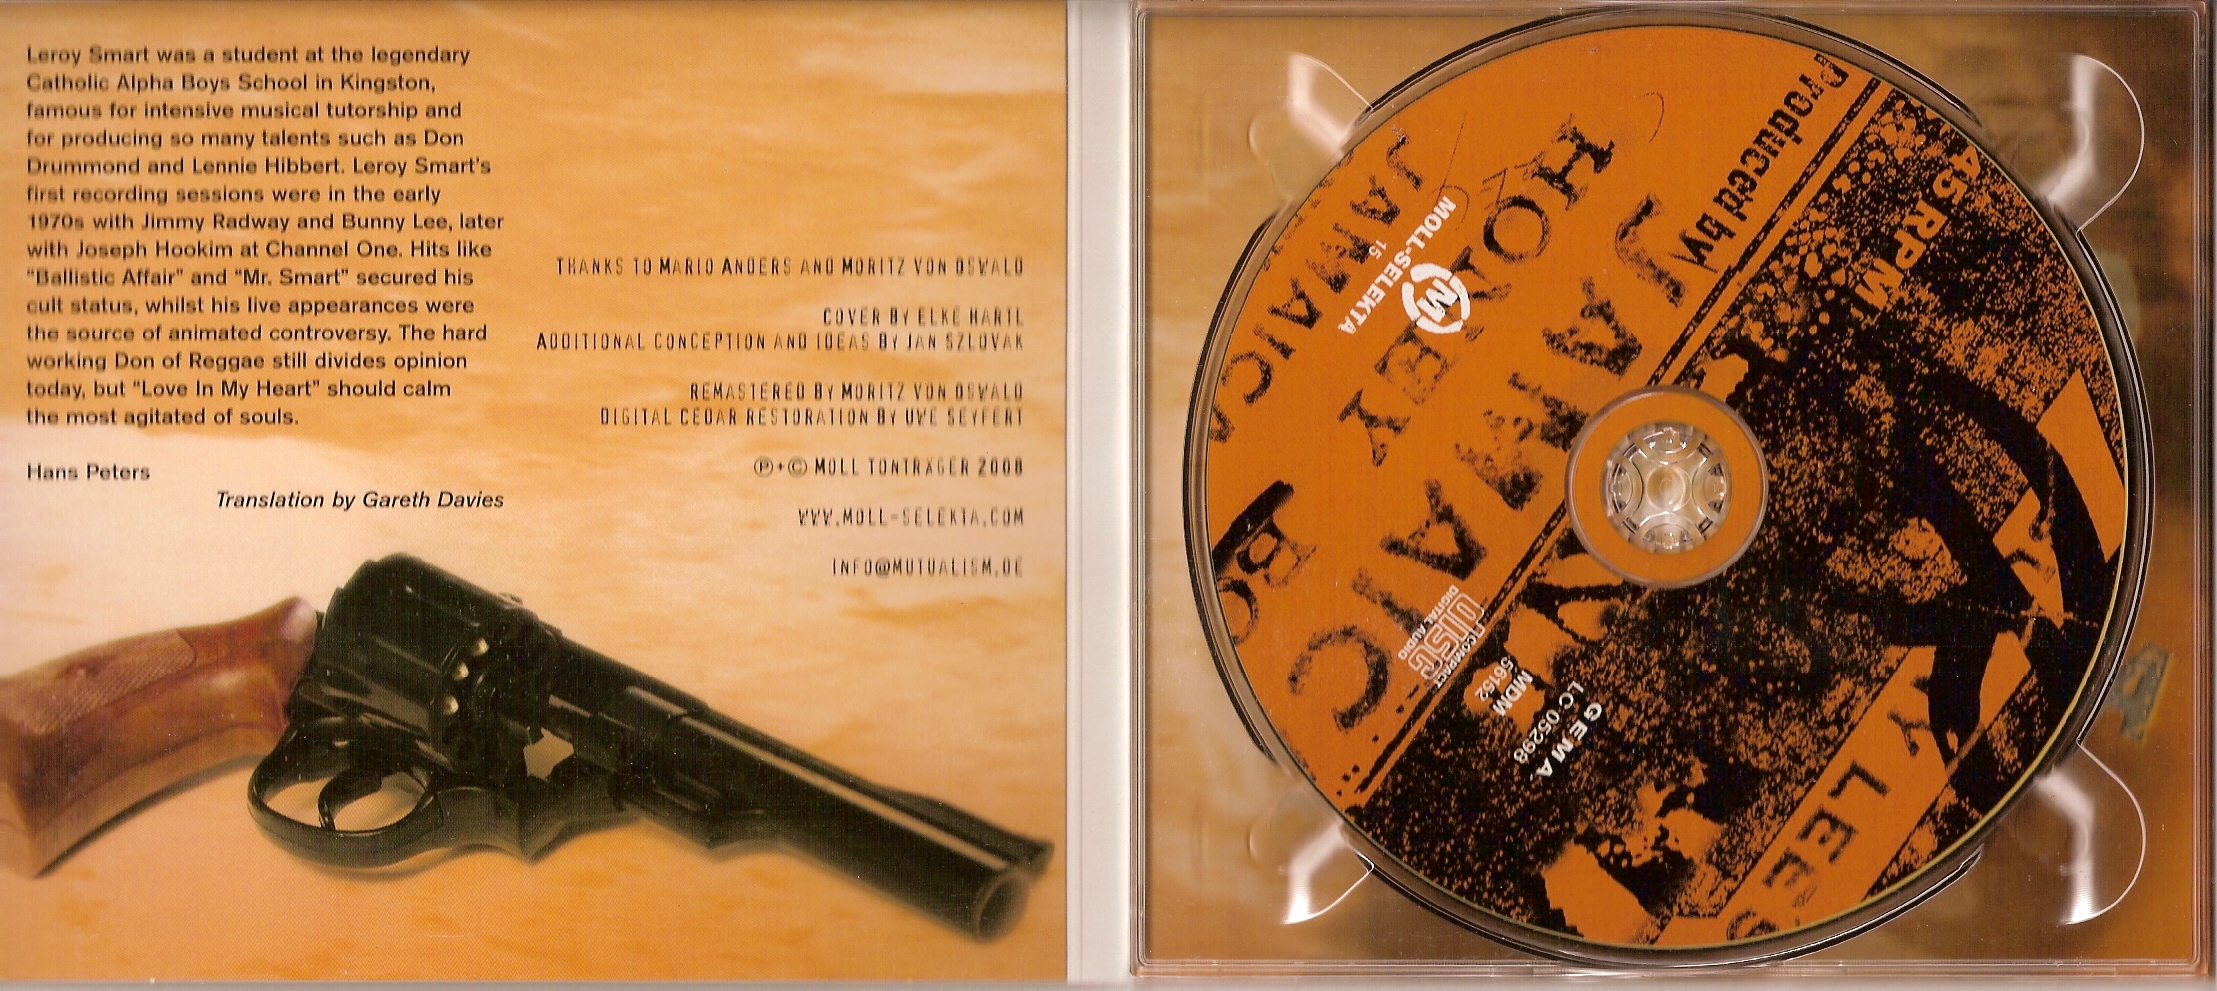 Leroy Smart was a student at the legendary
Catholic Alpha Boys School in Kingston,
famous for intensive musical tutorship and
for producing so many talents such as Don
Drummond and Lennie Hibbert. Leroy Smart's
first recording sessions were in the early
1970s with Jimmy Radway and Bunny Lee, later
with Joseph Hookim at Channel One. Hits like
"Ballistic Affair" and "Mr. Smart" secured his
cult status, whilst his live appearances were
the source of animated controversy. The hard
working Don of Reggae still divides opinion
today, but "Love In My Heart" should calm
the most agitated of souls.
Hans Peters
Translation by Gareth Davies
THANKS TO MARIO ANDERS AND MORITZ VON OSWALD
COVER BY ELKE HARTL
ADDITIONAL CONCEPTION AND IDEAS BY JAN SZLOVAK
REMASTERED BY MORITZ VON OSWALD
DIGITAL CEDAR RESTORATION BY UWE SEYFERT
℗+© MOLL TONTRÄGER 2008
WWW.MOLL-SELEKTA.COM
INFO@MUTUALISM.DE
Produced by
45 RPM
JAMAICA
HONEY
JAMAIC
MOLL-SELEKTA
15
M
BO
COMPACT
disc
DIGITAL AUDIO
MDM
56152
GEMA
LC 05298
Y LEE